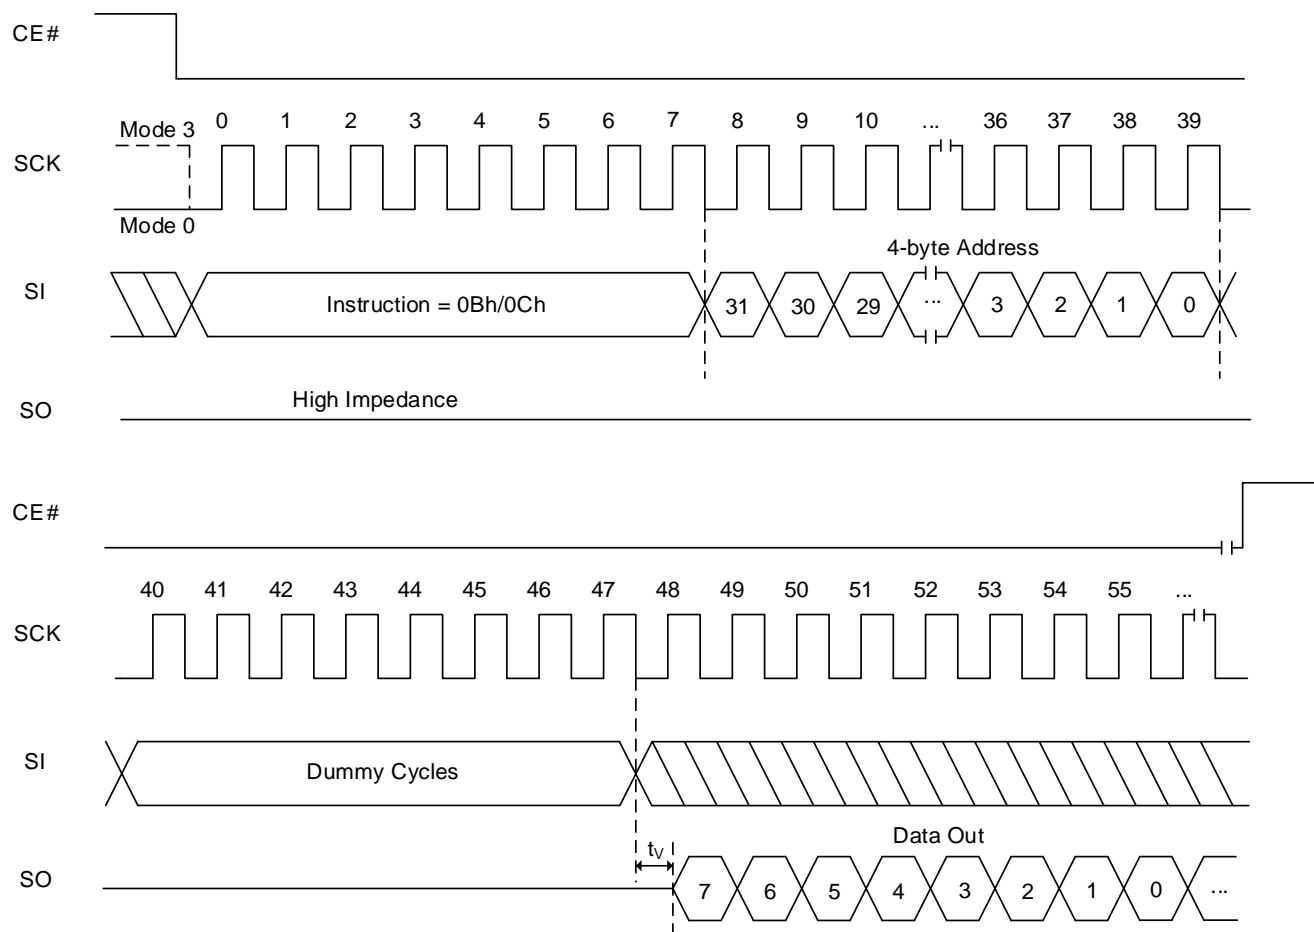 CE#
Mode 3 0 1 2 3 4 5 6 7 8 9 10 ... 36 37 38 39
SCK
Mode 0
4-byte Address
SI Instruction = 0Bh/0Ch 31 30 29 ... 3 2 1 0
High Impedance
SO
CE#
40 41 42 43 44 45 46 47 48 49 50 51 52 53 54 55 ...
SCK
SI Dummy Cycles
tV Data Out
SO 7 6 5 4 3 2 1 0 ...